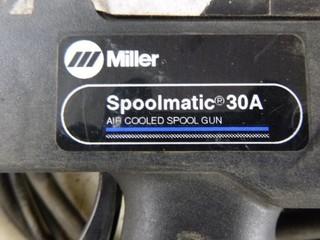 Miller
Spoolmatic® 30A
AIR COOLED SPOOL GUN